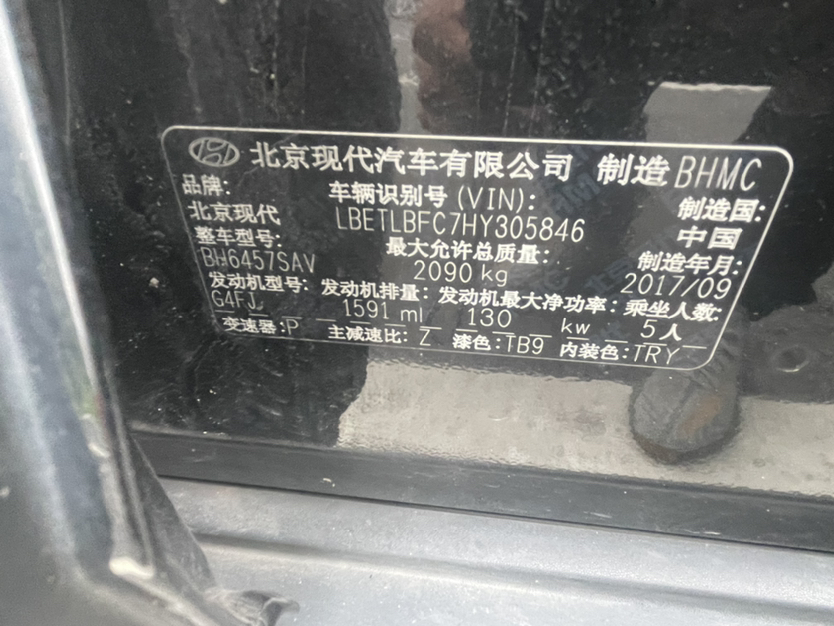 北京现代汽车有限公司 制造 BHMC
品牌: 车辆识别号 (VIN): 制造国:
北京现代 LBETLBFC7HY305846 中国
整车型号: 最大允许总质量: 制造年月:
BH6457SAV 2090 kg 2017/09
发动机型号: 发动机排量: 发动机最大净功率: 乘坐人数:
G4FJ 1591 ml 130 kw 5人
变速器:P 主减速比: Z 漆色:TB9 内装色:TRY